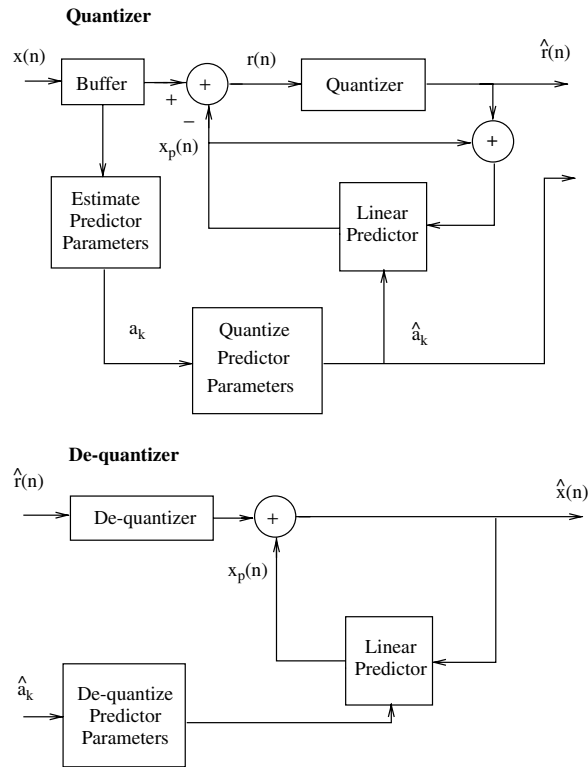 Quantizer
x(n)
Buffer
+
+
−
r(n)
Quantizer
r̂(n)
+
x_p(n)
Estimate
Predictor
Parameters
Linear
Predictor
a_k
Quantize
Predictor
Parameters
â_k
De-quantizer
r̂(n)
De-quantizer
+
x̂(n)
x_p(n)
Linear
Predictor
â_k
De-quantize
Predictor
Parameters